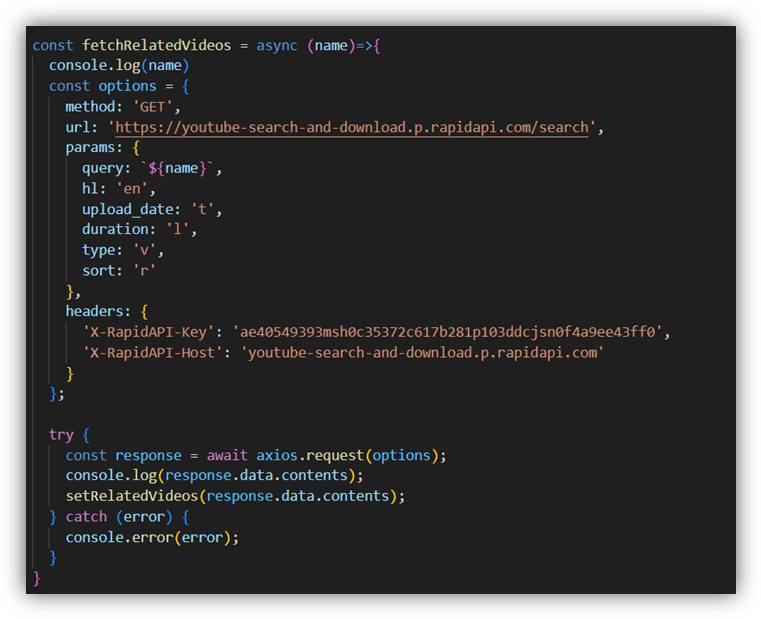 const fetchRelatedVideos = async (name)=>{
console.log(name)
const options = {
method: 'GET',
url: 'https://youtube-search-and-download.p.rapidapi.com/search',
params: {
query: `${name}`,
hl: 'en',
upload_date: 't',
duration: 'l',
type: 'v',
sort: 'r'
},
headers: {
'X-RapidAPI-Key': 'ae40549393msh0c35372c617b281p103ddcjsn0f4a9ee43ff0',
'X-RapidAPI-Host': 'youtube-search-and-download.p.rapidapi.com'
}
};
try {
const response = await axios.request(options);
console.log(response.data.contents);
setRelatedVideos(response.data.contents);
} catch (error) {
console.error(error);
}
}